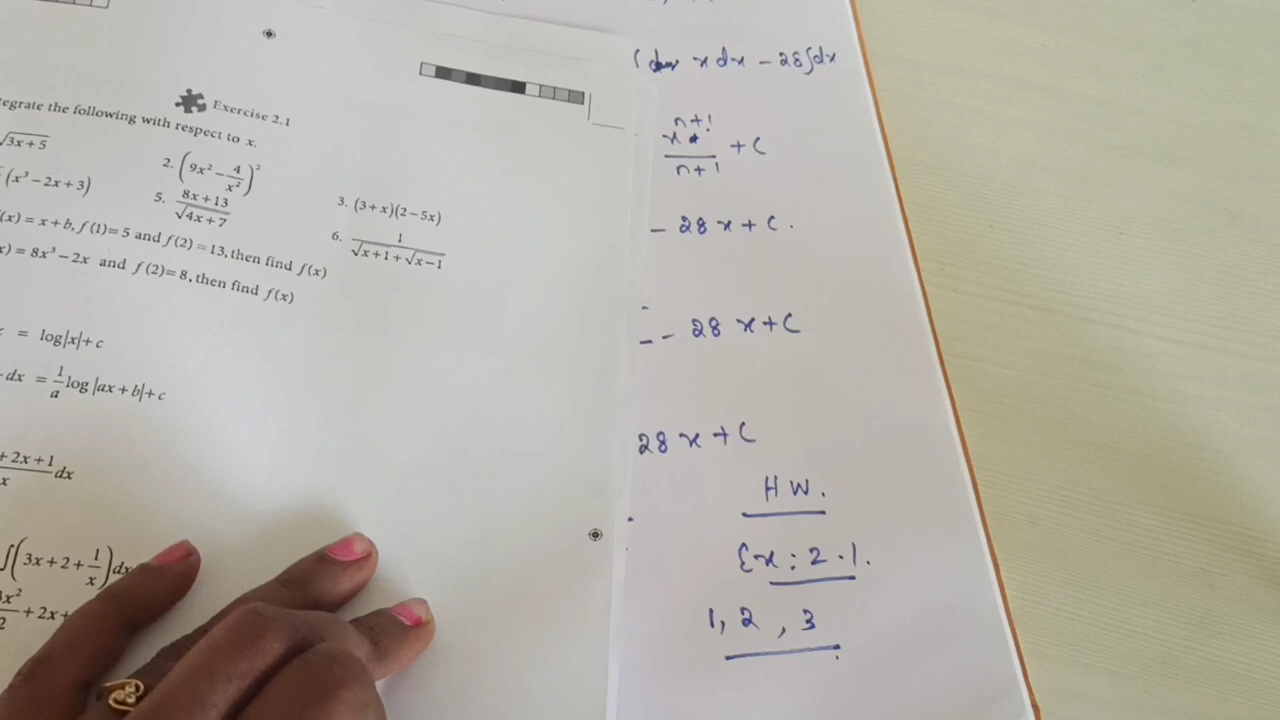 Exercise 2.1
egrate the following with respect to x.
√3x+5
2. (9x² − 4/x²)²
3. (3+x)(2−5x)
(x³−2x+3)
5. 8x+13/√4x+7
6. 1/√x+1+√x−1
(x) = x+b, f(1)=5 and f(2)=13, then find f(x)
x) = 8x³−2x and f(2)=8, then find f(x)
= log|x|+c
dx = 1/a log|ax+b|+c
+2x+1/x dx
∫(3x+2+1/x)dx
x²/2 +2x+
x dx − 28∫dx
x n+1/n+1 + C
− 28x+C.
− 28 x+C
28 x+C
HW.
Ex: 2.1.
1, 2, 3